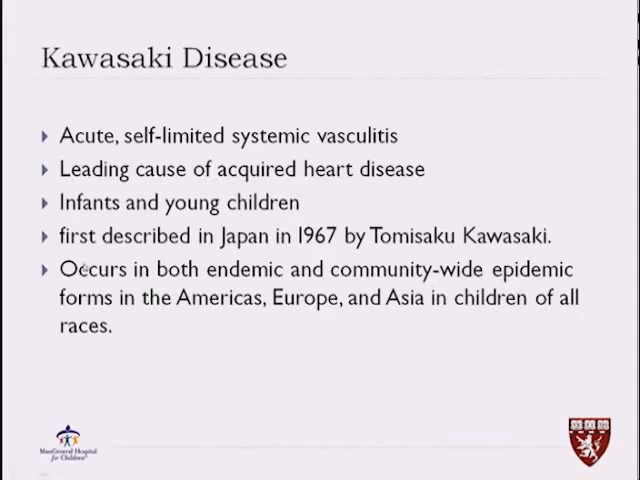 Kawasaki Disease
Acute, self-limited systemic vasculitis
Leading cause of acquired heart disease
Infants and young children
first described in Japan in 1967 by Tomisaku Kawasaki.
Occurs in both endemic and community-wide epidemic
forms in the Americas, Europe, and Asia in children of all
races.
MassGeneral Hospital
for Children